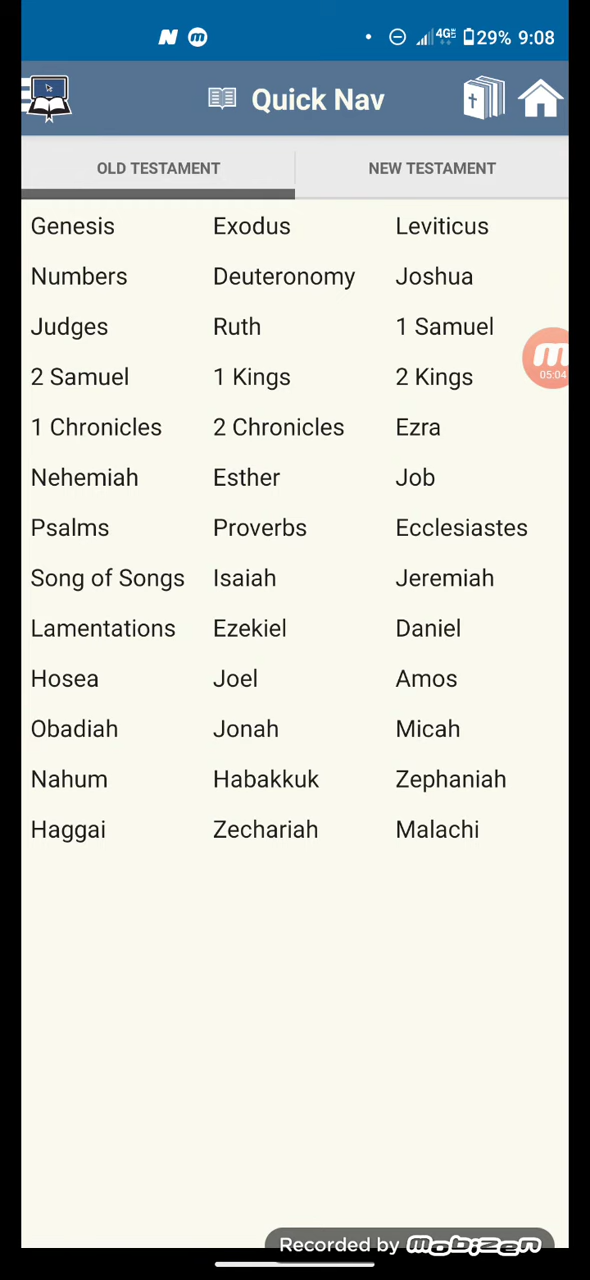 N m • 4GE 29% 9:08
Quick Nav
OLD TESTAMENT NEW TESTAMENT
Genesis Exodus Leviticus
Numbers Deuteronomy Joshua
Judges Ruth 1 Samuel
2 Samuel 1 Kings 2 Kings
1 Chronicles 2 Chronicles Ezra
Nehemiah Esther Job
Psalms Proverbs Ecclesiastes
Song of Songs Isaiah Jeremiah
Lamentations Ezekiel Daniel
Hosea Joel Amos
Obadiah Jonah Micah
Nahum Habakkuk Zephaniah
Haggai Zechariah Malachi
m
05:04
Recorded by mobizen